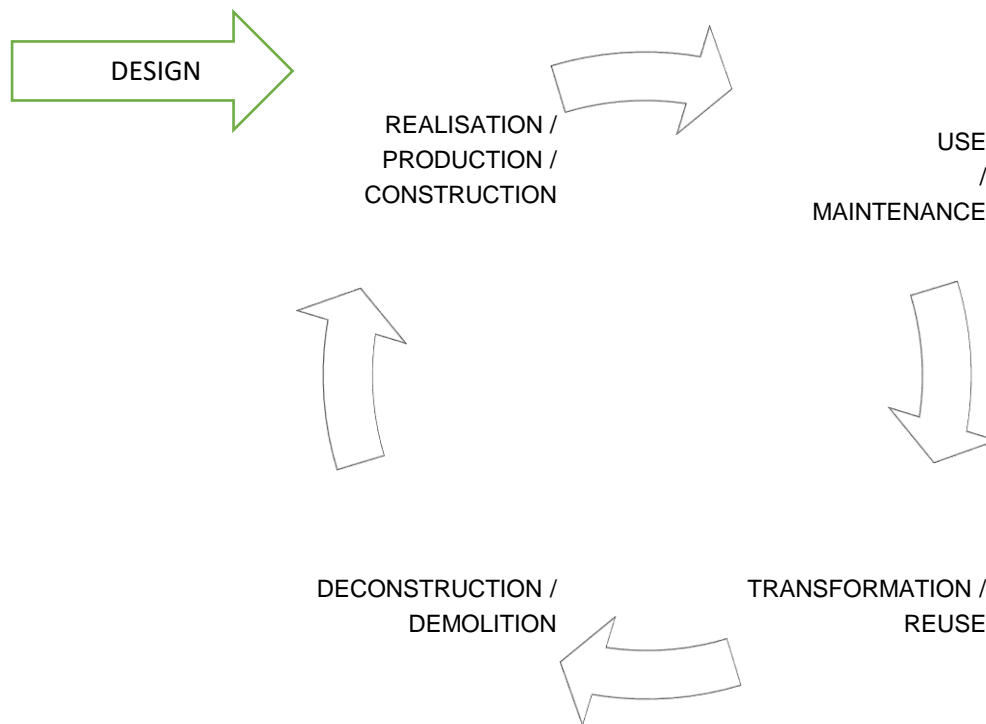 DESIGN
REALISATION /
PRODUCTION /
CONSTRUCTION
USE
/
MAINTENANCE
DECONSTRUCTION /
DEMOLITION
TRANSFORMATION /
REUSE